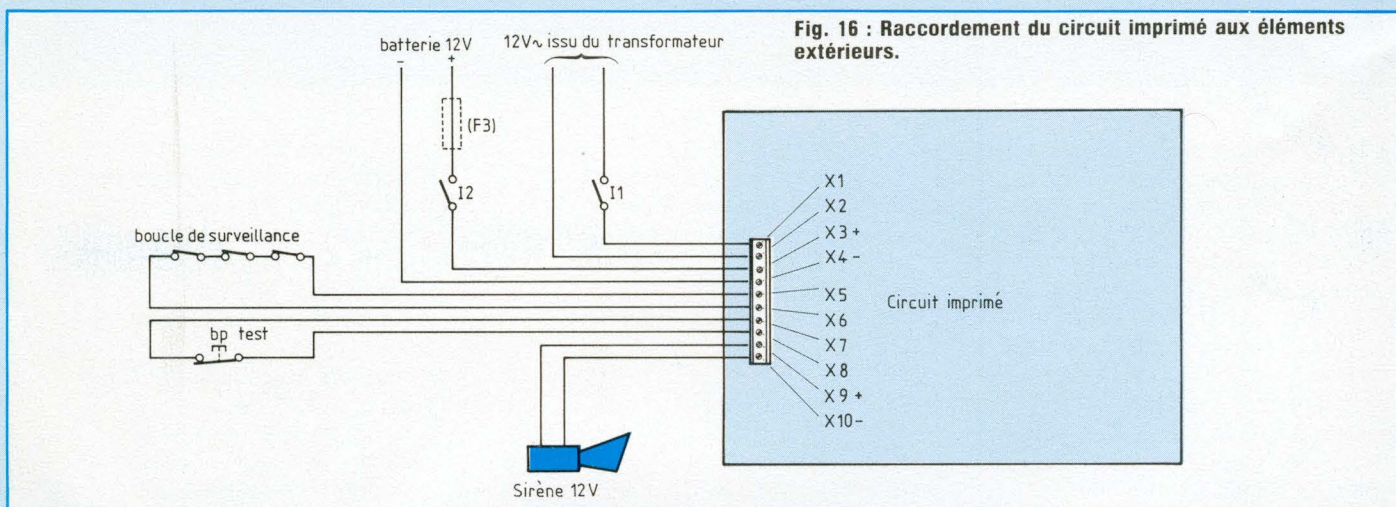 Fig. 16 : Raccordement du circuit imprimé aux éléments
extérieurs.
batterie 12V
12V~ issu du transformateur
- +
(F3)
I2
I1
boucle de surveillance
bp test
X1
X2
X3 +
X4 -
X5
X6
X7
X8
X9 +
X10 -
Circuit imprimé
Sirène 12V